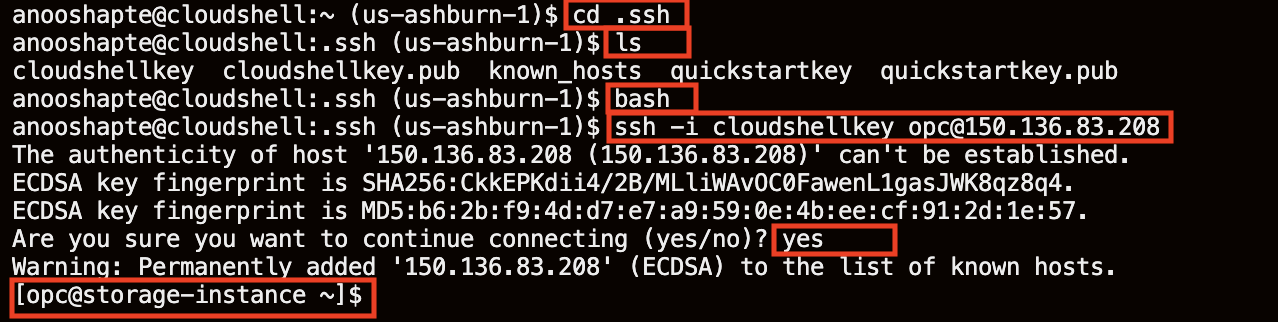 anooshapte@cloudshell:~ (us-ashburn-1)$ cd .ssh
anooshapte@cloudshell:.ssh (us-ashburn-1)$ ls
cloudshellkey  cloudshellkey.pub  known_hosts  quickstartkey  quickstartkey.pub
anooshapte@cloudshell:.ssh (us-ashburn-1)$ bash
anooshapte@cloudshell:.ssh (us-ashburn-1)$ ssh -i cloudshellkey opc@150.136.83.208
The authenticity of host '150.136.83.208 (150.136.83.208)' can't be established.
ECDSA key fingerprint is SHA256:CkkEPKdii4/2B/MLliWAvOC0FawenL1gasJWK8qz8q4.
ECDSA key fingerprint is MD5:b6:2b:f9:4d:d7:e7:a9:59:0e:4b:ee:cf:91:2d:1e:57.
Are you sure you want to continue connecting (yes/no)? yes
Warning: Permanently added '150.136.83.208' (ECDSA) to the list of known hosts.
[opc@storage-instance ~]$